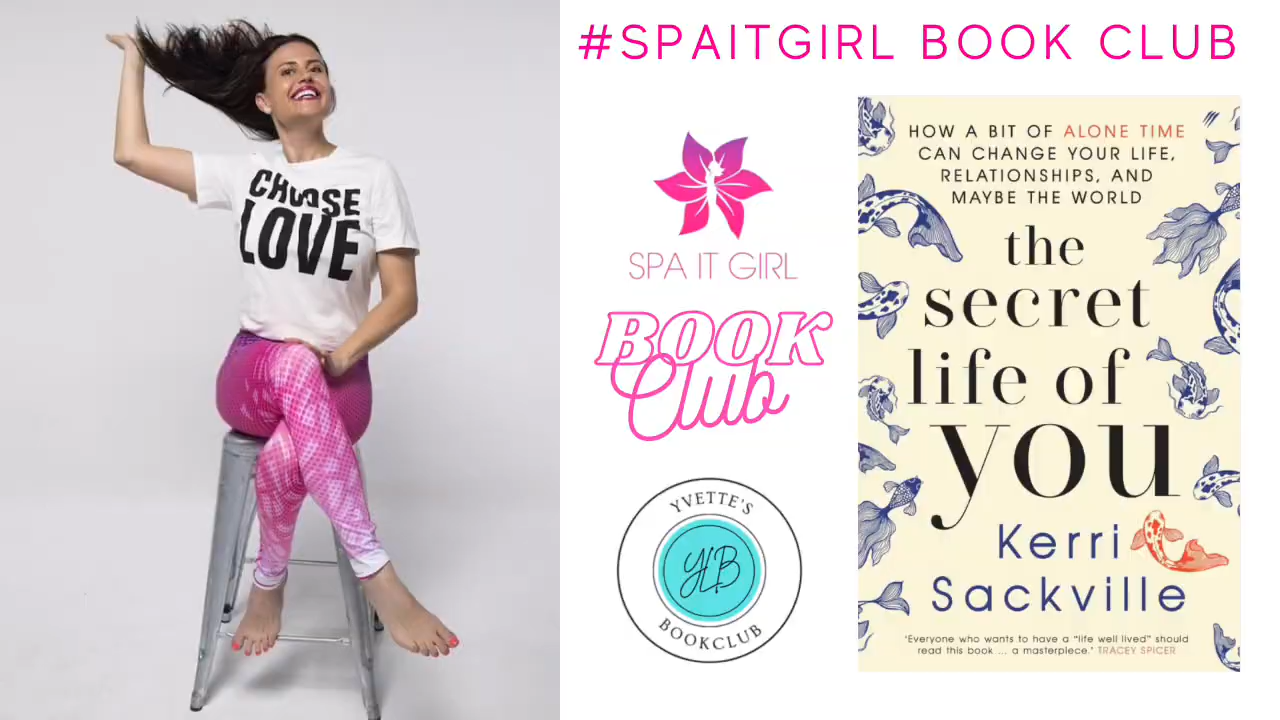 #SPAITGIRL BOOK CLUB
CHOOSE
LOVE
SPA IT GIRL
BOOK
Club
YVETTE'S
YLB
BOOKCLUB
HOW A BIT OF ALONE TIME
CAN CHANGE YOUR LIFE,
RELATIONSHIPS, AND
MAYBE THE WORLD
the
secret
life of
you
Kerri
Sackville
'Everyone who wants to have a "life well lived" should
read this book ... a masterpiece.' TRACEY SPICER